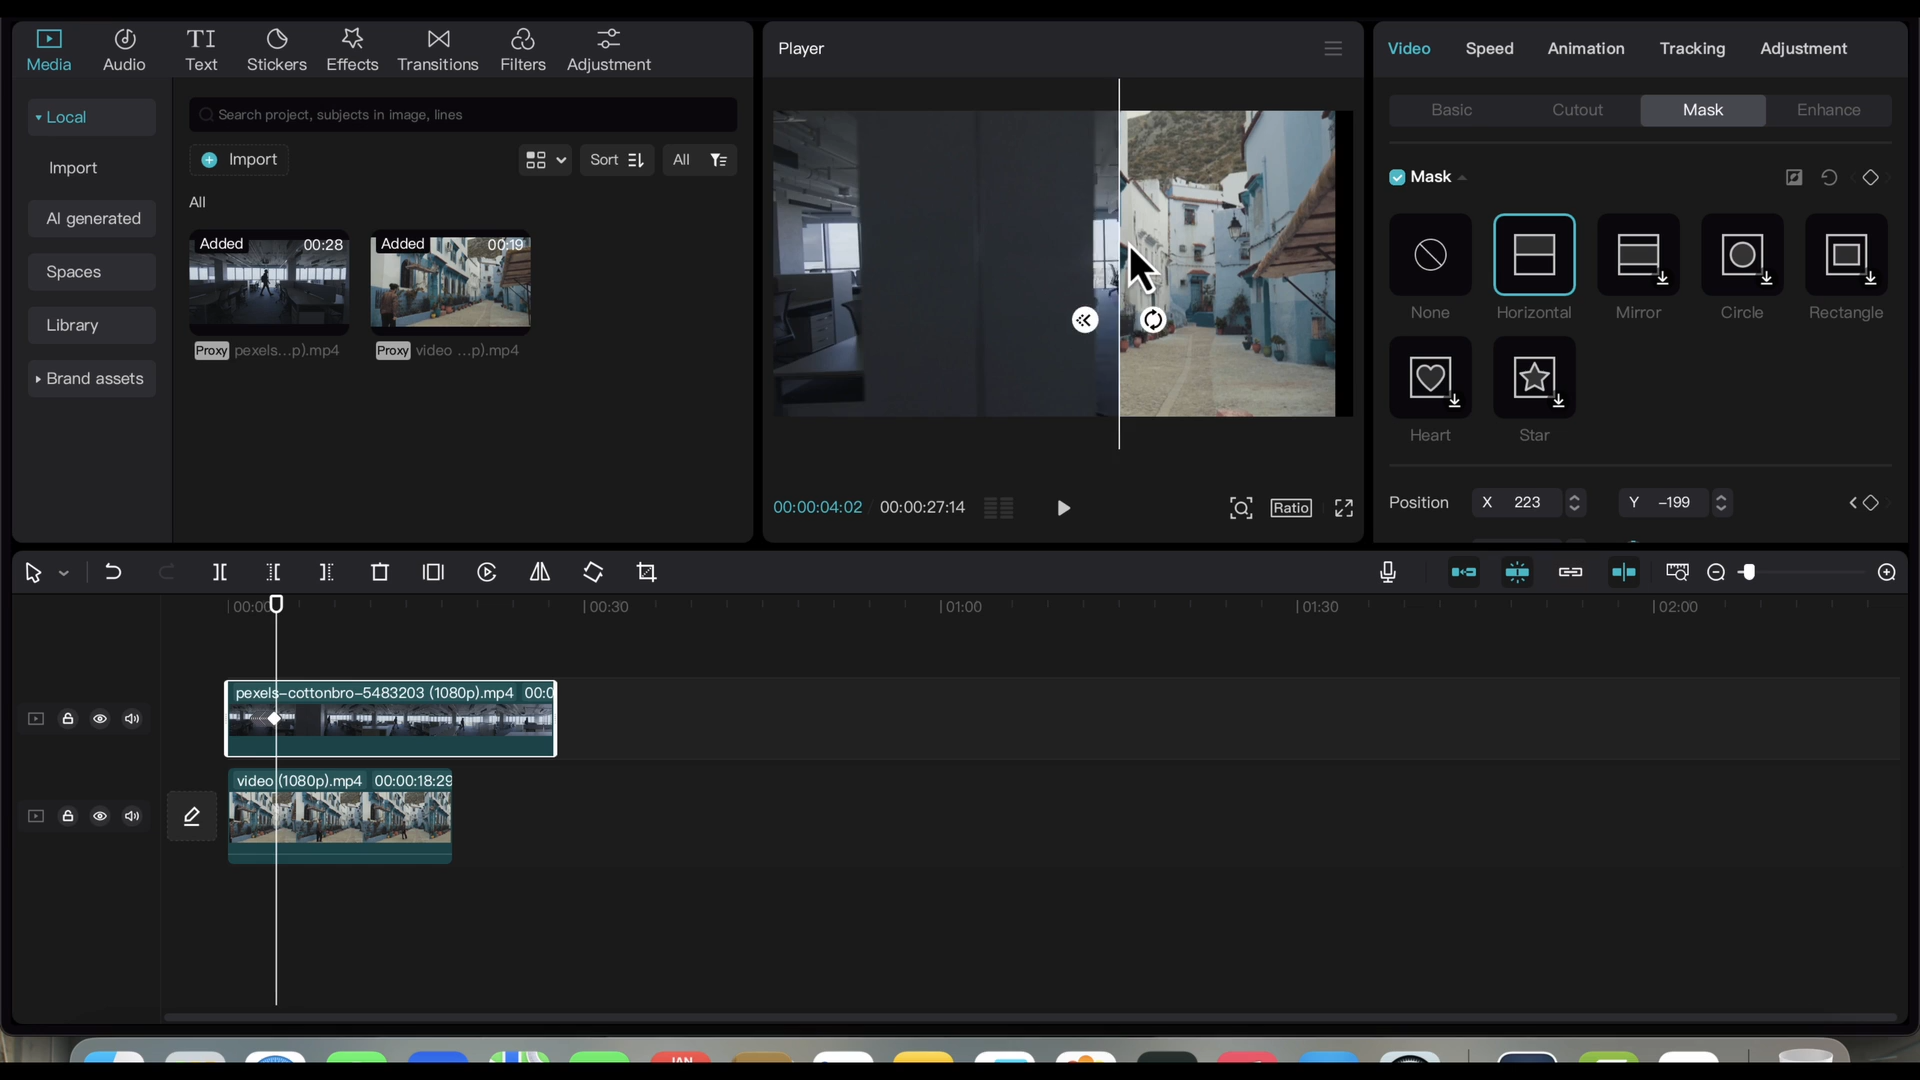 Media Audio Text Stickers Effects Transitions Filters Adjustment
Local
Import
AI generated
Spaces
Library
Brand assets
Search project, subjects in image, lines
Import
Sort
All
All
Added 00:28
Proxy pexels...p).mp4
Added 00:19
Proxy video ...p).mp4
Player
00:00:04:02 00:00:27:14
Ratio
Video Speed Animation Tracking Adjustment
Basic Cutout Mask Enhance
Mask
None Horizontal Mirror Circle Rectangle
Heart Star
Position X 223 Y -199
00:00 00:30 01:00 01:30 02:00
pexels-cottonbro-5483203 (1080p).mp4 00:0
video (1080p).mp4 00:00:18:29
JAN